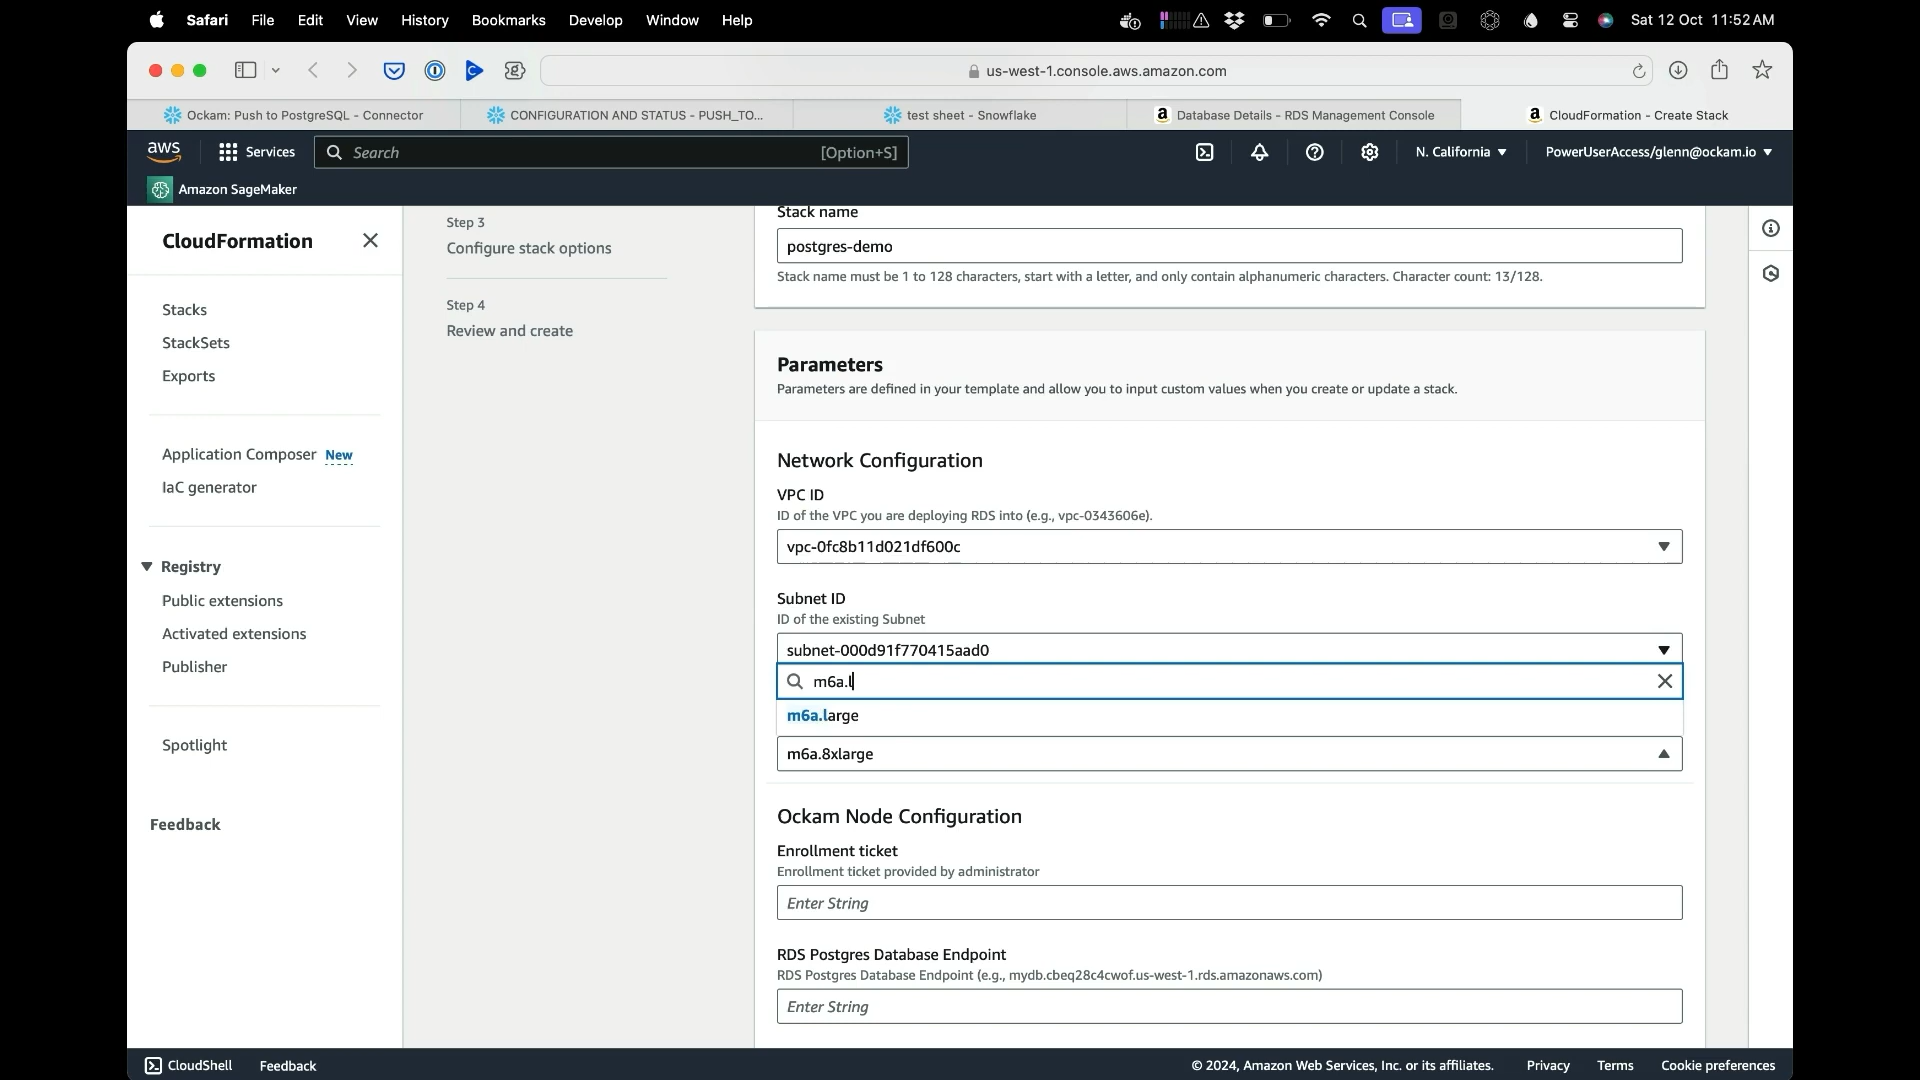 Safari File Edit View History Bookmarks Develop Window Help Sat 12 Oct 11:52 AM
us-west-1.console.aws.amazon.com
Ockam: Push to PostgreSQL - Connector CONFIGURATION AND STATUS - PUSH_TO... test sheet - Snowflake Database Details - RDS Management Console CloudFormation - Create Stack
aws Services Search [Option+S] N. California PowerUserAccess/glenn@ockam.io
Amazon SageMaker
CloudFormation
Stacks
StackSets
Exports
Application Composer New
IaC generator
Registry
Public extensions
Activated extensions
Publisher
Spotlight
Feedback
Step 3
Configure stack options
Step 4
Review and create
Stack name
postgres-demo
Stack name must be 1 to 128 characters, start with a letter, and only contain alphanumeric characters. Character count: 13/128.
Parameters
Parameters are defined in your template and allow you to input custom values when you create or update a stack.
Network Configuration
VPC ID
ID of the VPC you are deploying RDS into (e.g., vpc-0343606e).
vpc-0fc8b11d021df600c
Subnet ID
ID of the existing Subnet
subnet-000d91f770415aad0
m6a.l
m6a.large
m6a.8xlarge
Ockam Node Configuration
Enrollment ticket
Enrollment ticket provided by administrator
Enter String
RDS Postgres Database Endpoint
RDS Postgres Database Endpoint (e.g., mydb.cbeq28c4cwof.us-west-1.rds.amazonaws.com)
Enter String
CloudShell Feedback © 2024, Amazon Web Services, Inc. or its affiliates. Privacy Terms Cookie preferences